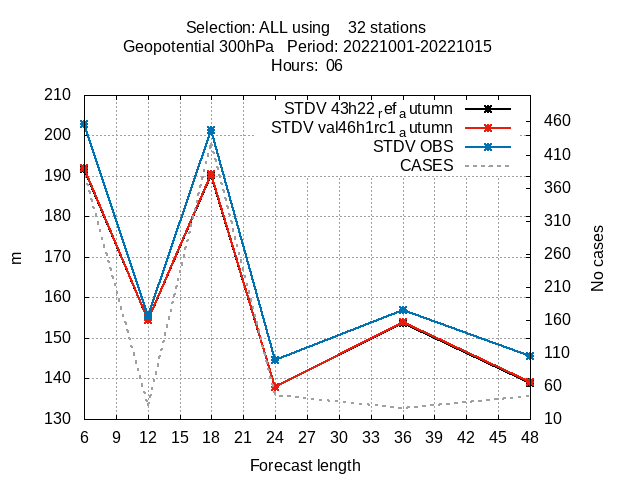 Selection: ALL using 32 stations
Geopotential 300hPa Period: 20221001-20221015
Hours: 06
STDV 43h22refautumn
STDV val46h1rc1autumn
STDV OBS
CASES
210
200
190
180
170
160
150
140
130
m
460
410
360
310
260
210
160
110
60
10
No cases
6 9 12 15 18 21 24 27 30 33 36 39 42 45 48
Forecast length